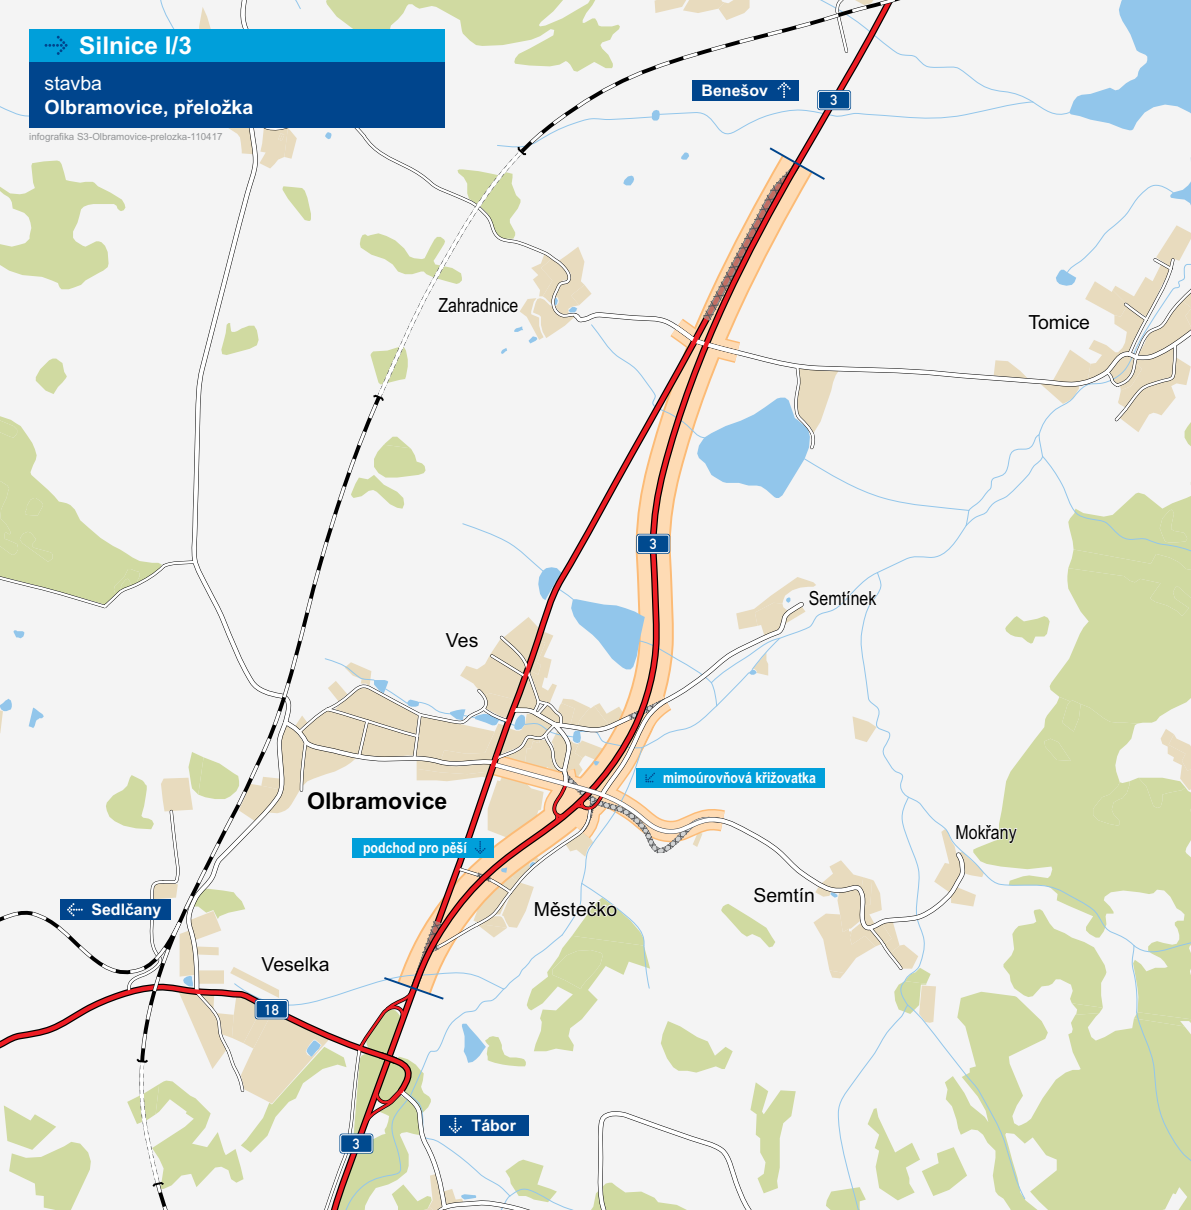 Silnice I/3
stavba
Olbramovice, přeložka
infografika S3-Olbramovice-prelozka-110417
Benešov
3
Zahradnice
Tomice
3
Semtínek
Ves
mimoúrovňová křižovatka
Olbramovice
podchod pro pěší
Mokřany
Semtín
Sedlčany
Městečko
Veselka
18
Tábor
3